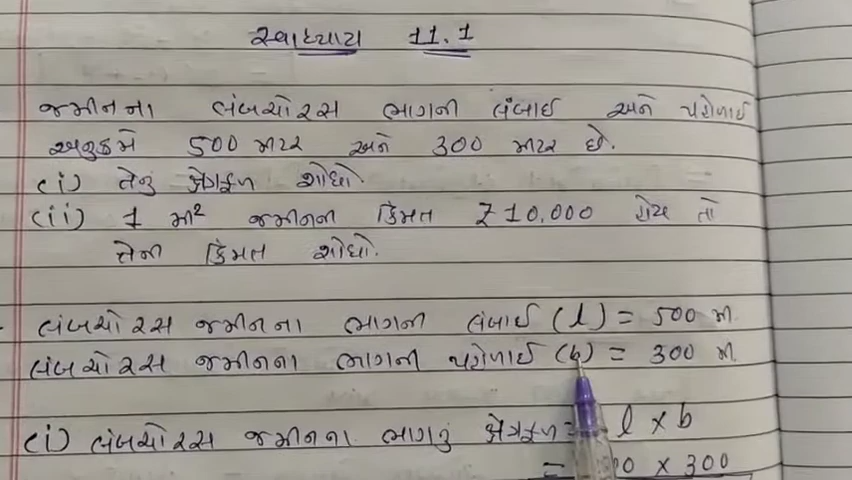 સ્વાધ્યાય 11.1
જમીનના લંબચોરસ ભાગની લંબાઈ અને પહોળાઈ
અનુક્રમે 500 મીટર અને 300 મીટર છે.
(i) તેનું ક્ષેત્રફળ શોધો.
(ii) 1 મી² જમીનની કિંમત ₹10,000 હોય તો
તેની કિંમત શોધો.
લંબચોરસ જમીનના ભાગની લંબાઈ (l) = 500 મી.
લંબચોરસ જમીનના ભાગની પહોળાઈ (b) = 300 મી.
(i) લંબચોરસ જમીનના ભાગનું ક્ષેત્રફળ = l × b
= 00 × 300